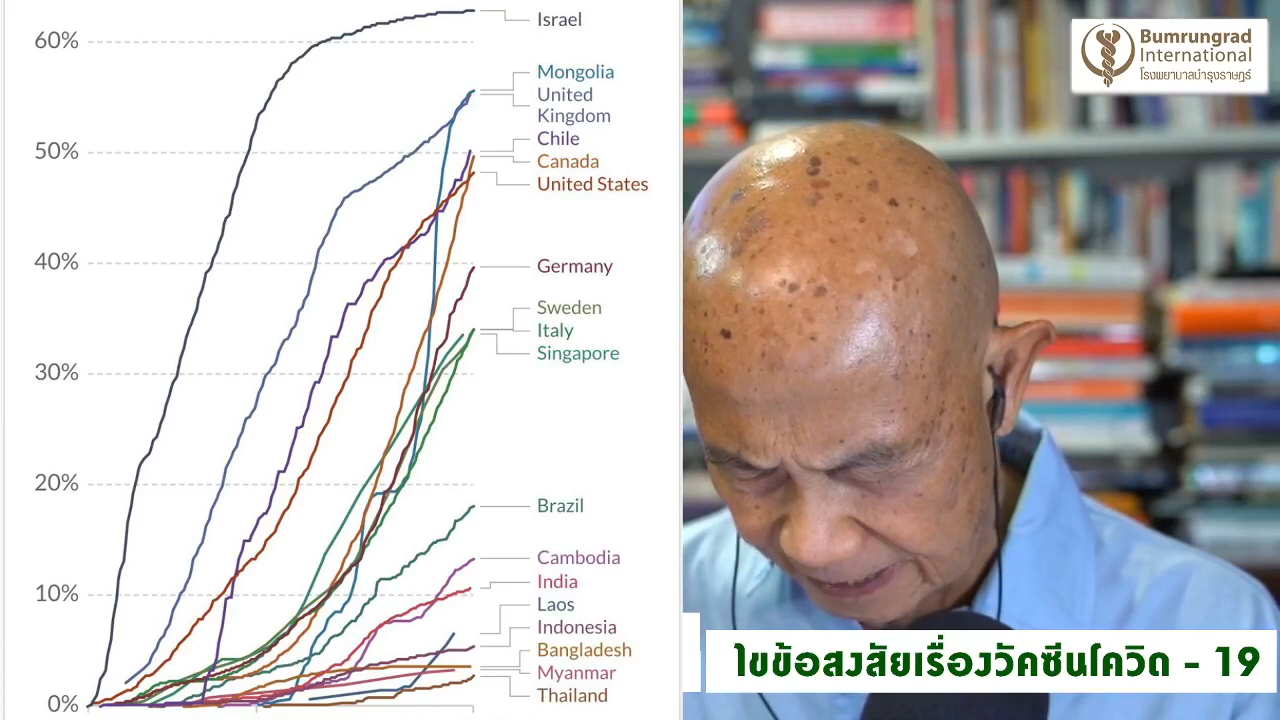 60%
50%
40%
30%
20%
10%
0%
Israel
Mongolia
United
Kingdom
Chile
Canada
United States
Germany
Sweden
Italy
Singapore
Brazil
Cambodia
India
Laos
Indonesia
Bangladesh
Myanmar
Thailand
Bumrungrad
International
โรงพยาบาลบำรุงราษฎร์
ไขข้อสงสัยเรื่องวัคซีนโควิด - 19